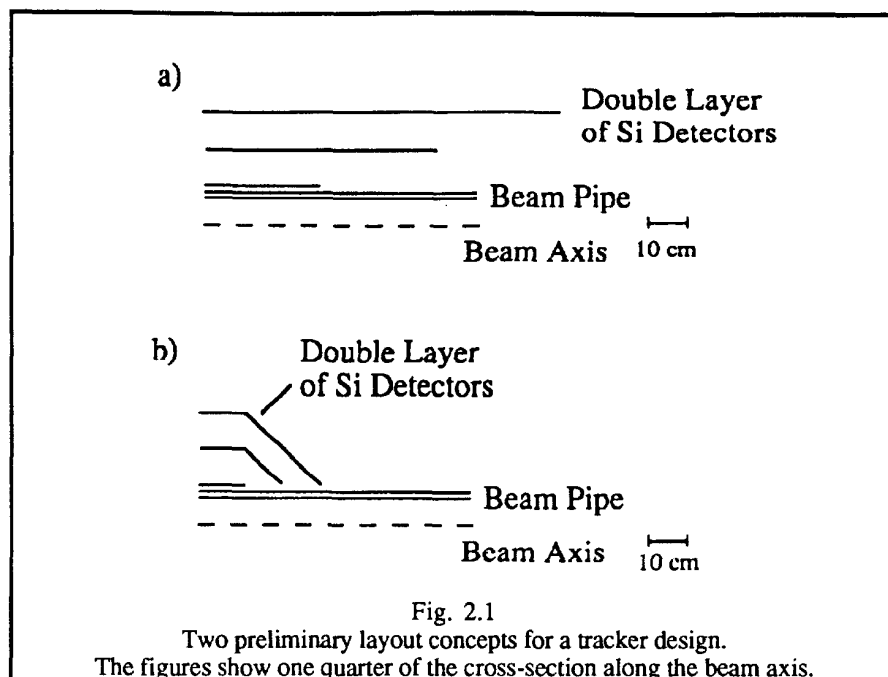 a)
Double Layer
of Si Detectors
Beam Pipe
Beam Axis
10 cm
b)
Double Layer
of Si Detectors
Beam Pipe
Beam Axis
10 cm
Fig. 2.1
Two preliminary layout concepts for a tracker design.
The figures show one quarter of the cross-section along the beam axis.